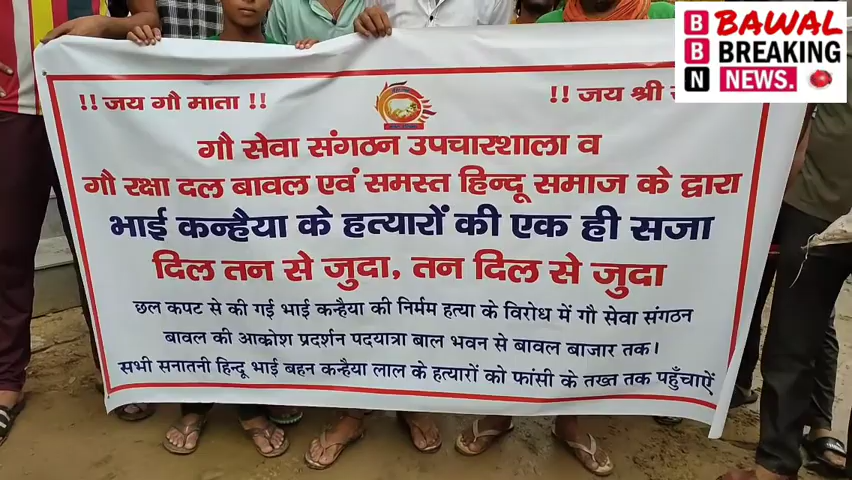 BBN BAWAL BREAKING NEWS.
!! जय गौ माता !!
!! जय श्री
गौ सेवा संगठन उपचारशाला व
गौ रक्षा दल बावल एवं समस्त हिन्दू समाज के द्वारा
भाई कन्हैया के हत्यारों की एक ही सजा
दिल तन से जुदा, तन दिल से जुदा
छल कपट से की गई भाई कन्हैया की निर्मम हत्या के विरोध में गौ सेवा संगठन
बावल की आक्रोश प्रदर्शन पदयात्रा बाल भवन से बावल बाजार तक।
सभी सनातनी हिन्दू भाई बहन कन्हैया लाल के हत्यारों को फांसी के तख्त तक पहुँचाऐं